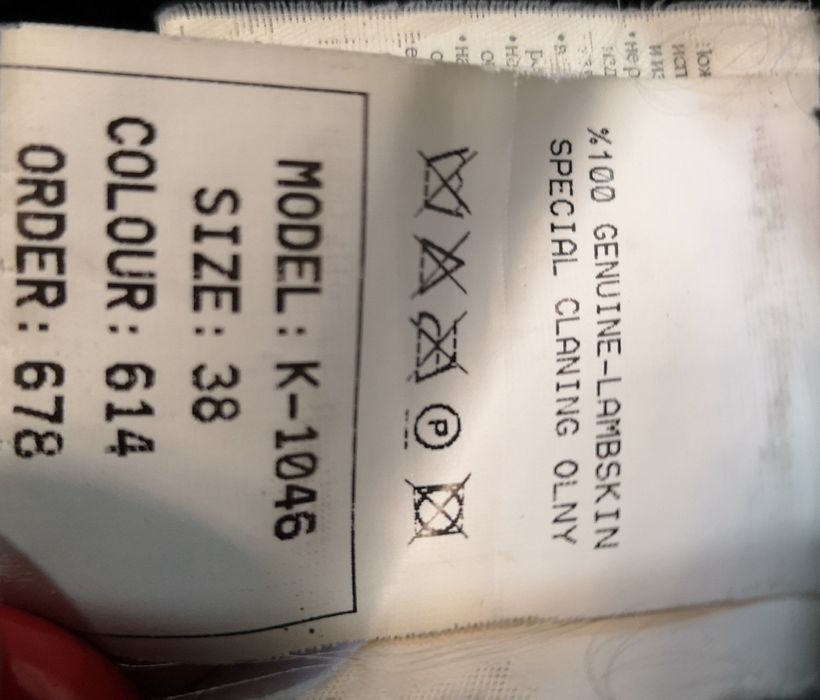 %100 GENUINE-LAMBSKIN
SPECIAL CLANING OLNY
P
MODEL: K-1046
SIZE: 38
COLOUR: 614
ORDER: 678